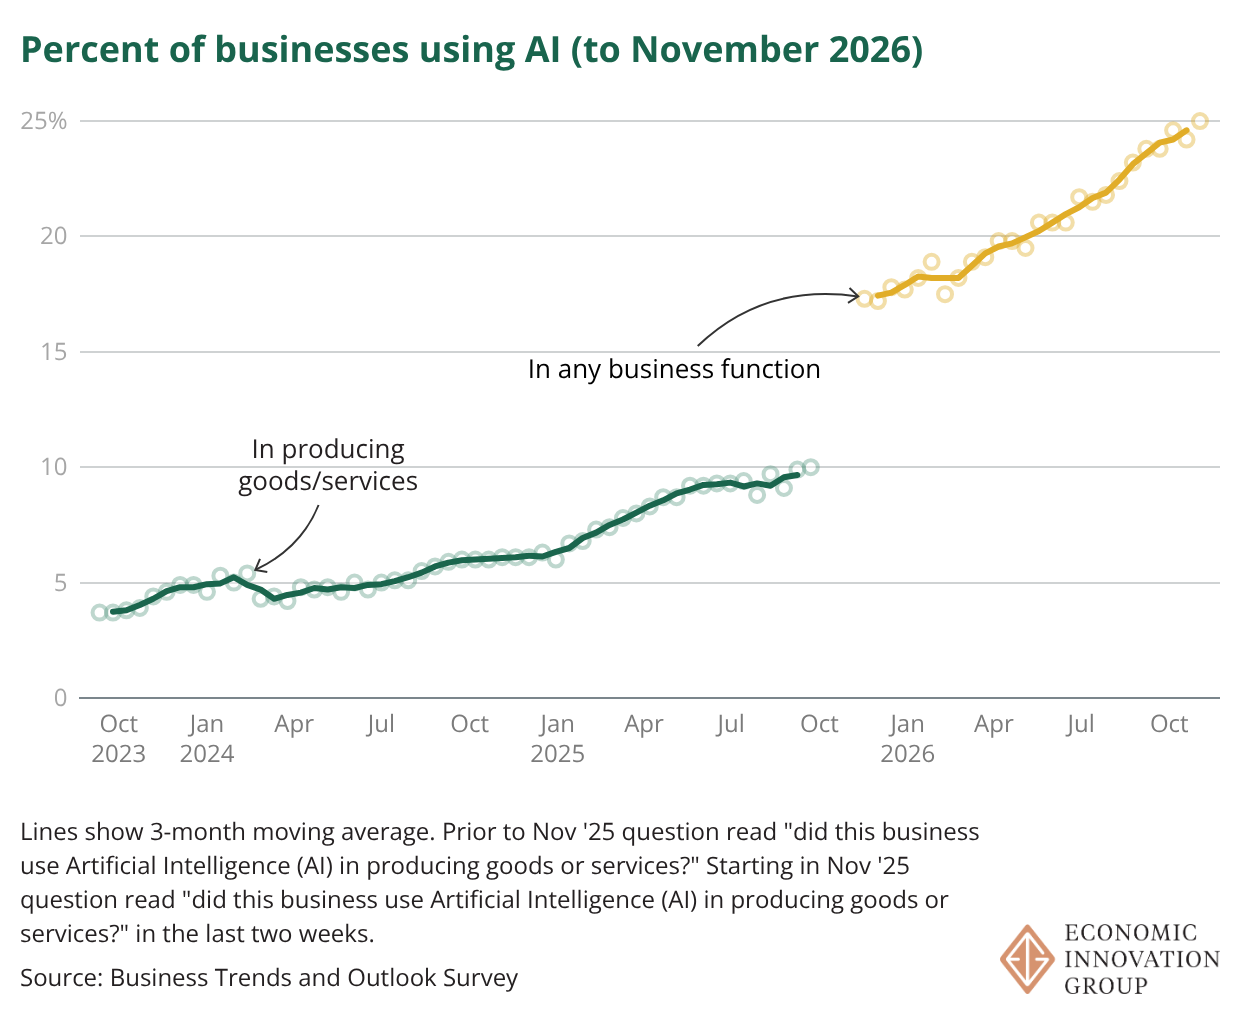 Percent of businesses using AI (to November 2026)
25%
20
15
10
5
0
In any business function
In producing
goods/services
Oct Jan Apr Jul Oct Jan Apr Jul Oct Jan Apr Jul Oct
2023 2024 2025 2026
Lines show 3-month moving average. Prior to Nov '25 question read "did this business
use Artificial Intelligence (AI) in producing goods or services?" Starting in Nov '25
question read "did this business use Artificial Intelligence (AI) in producing goods or
services?" in the last two weeks.
Source: Business Trends and Outlook Survey
ECONOMIC
INNOVATION
GROUP